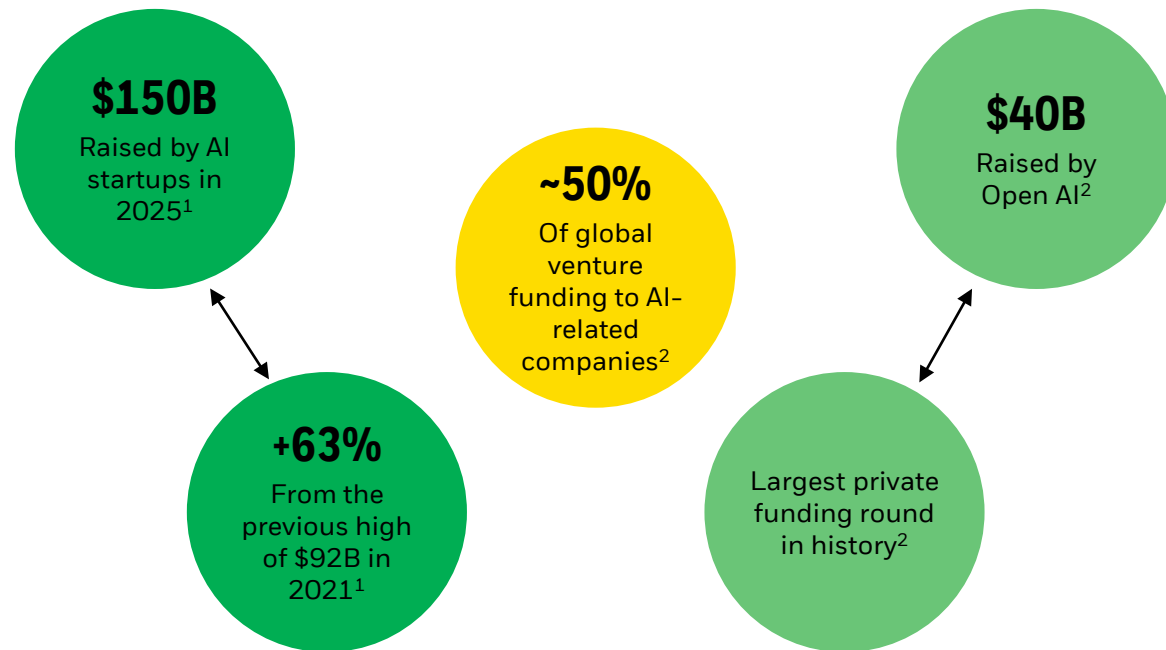 $150B
Raised by AI
startups in
2025¹
+63%
From the
previous high
of $92B in
2021¹
~50%
Of global
venture
funding to AI-
related
companies²
$40B
Raised by
Open AI²
Largest private
funding round
in history²